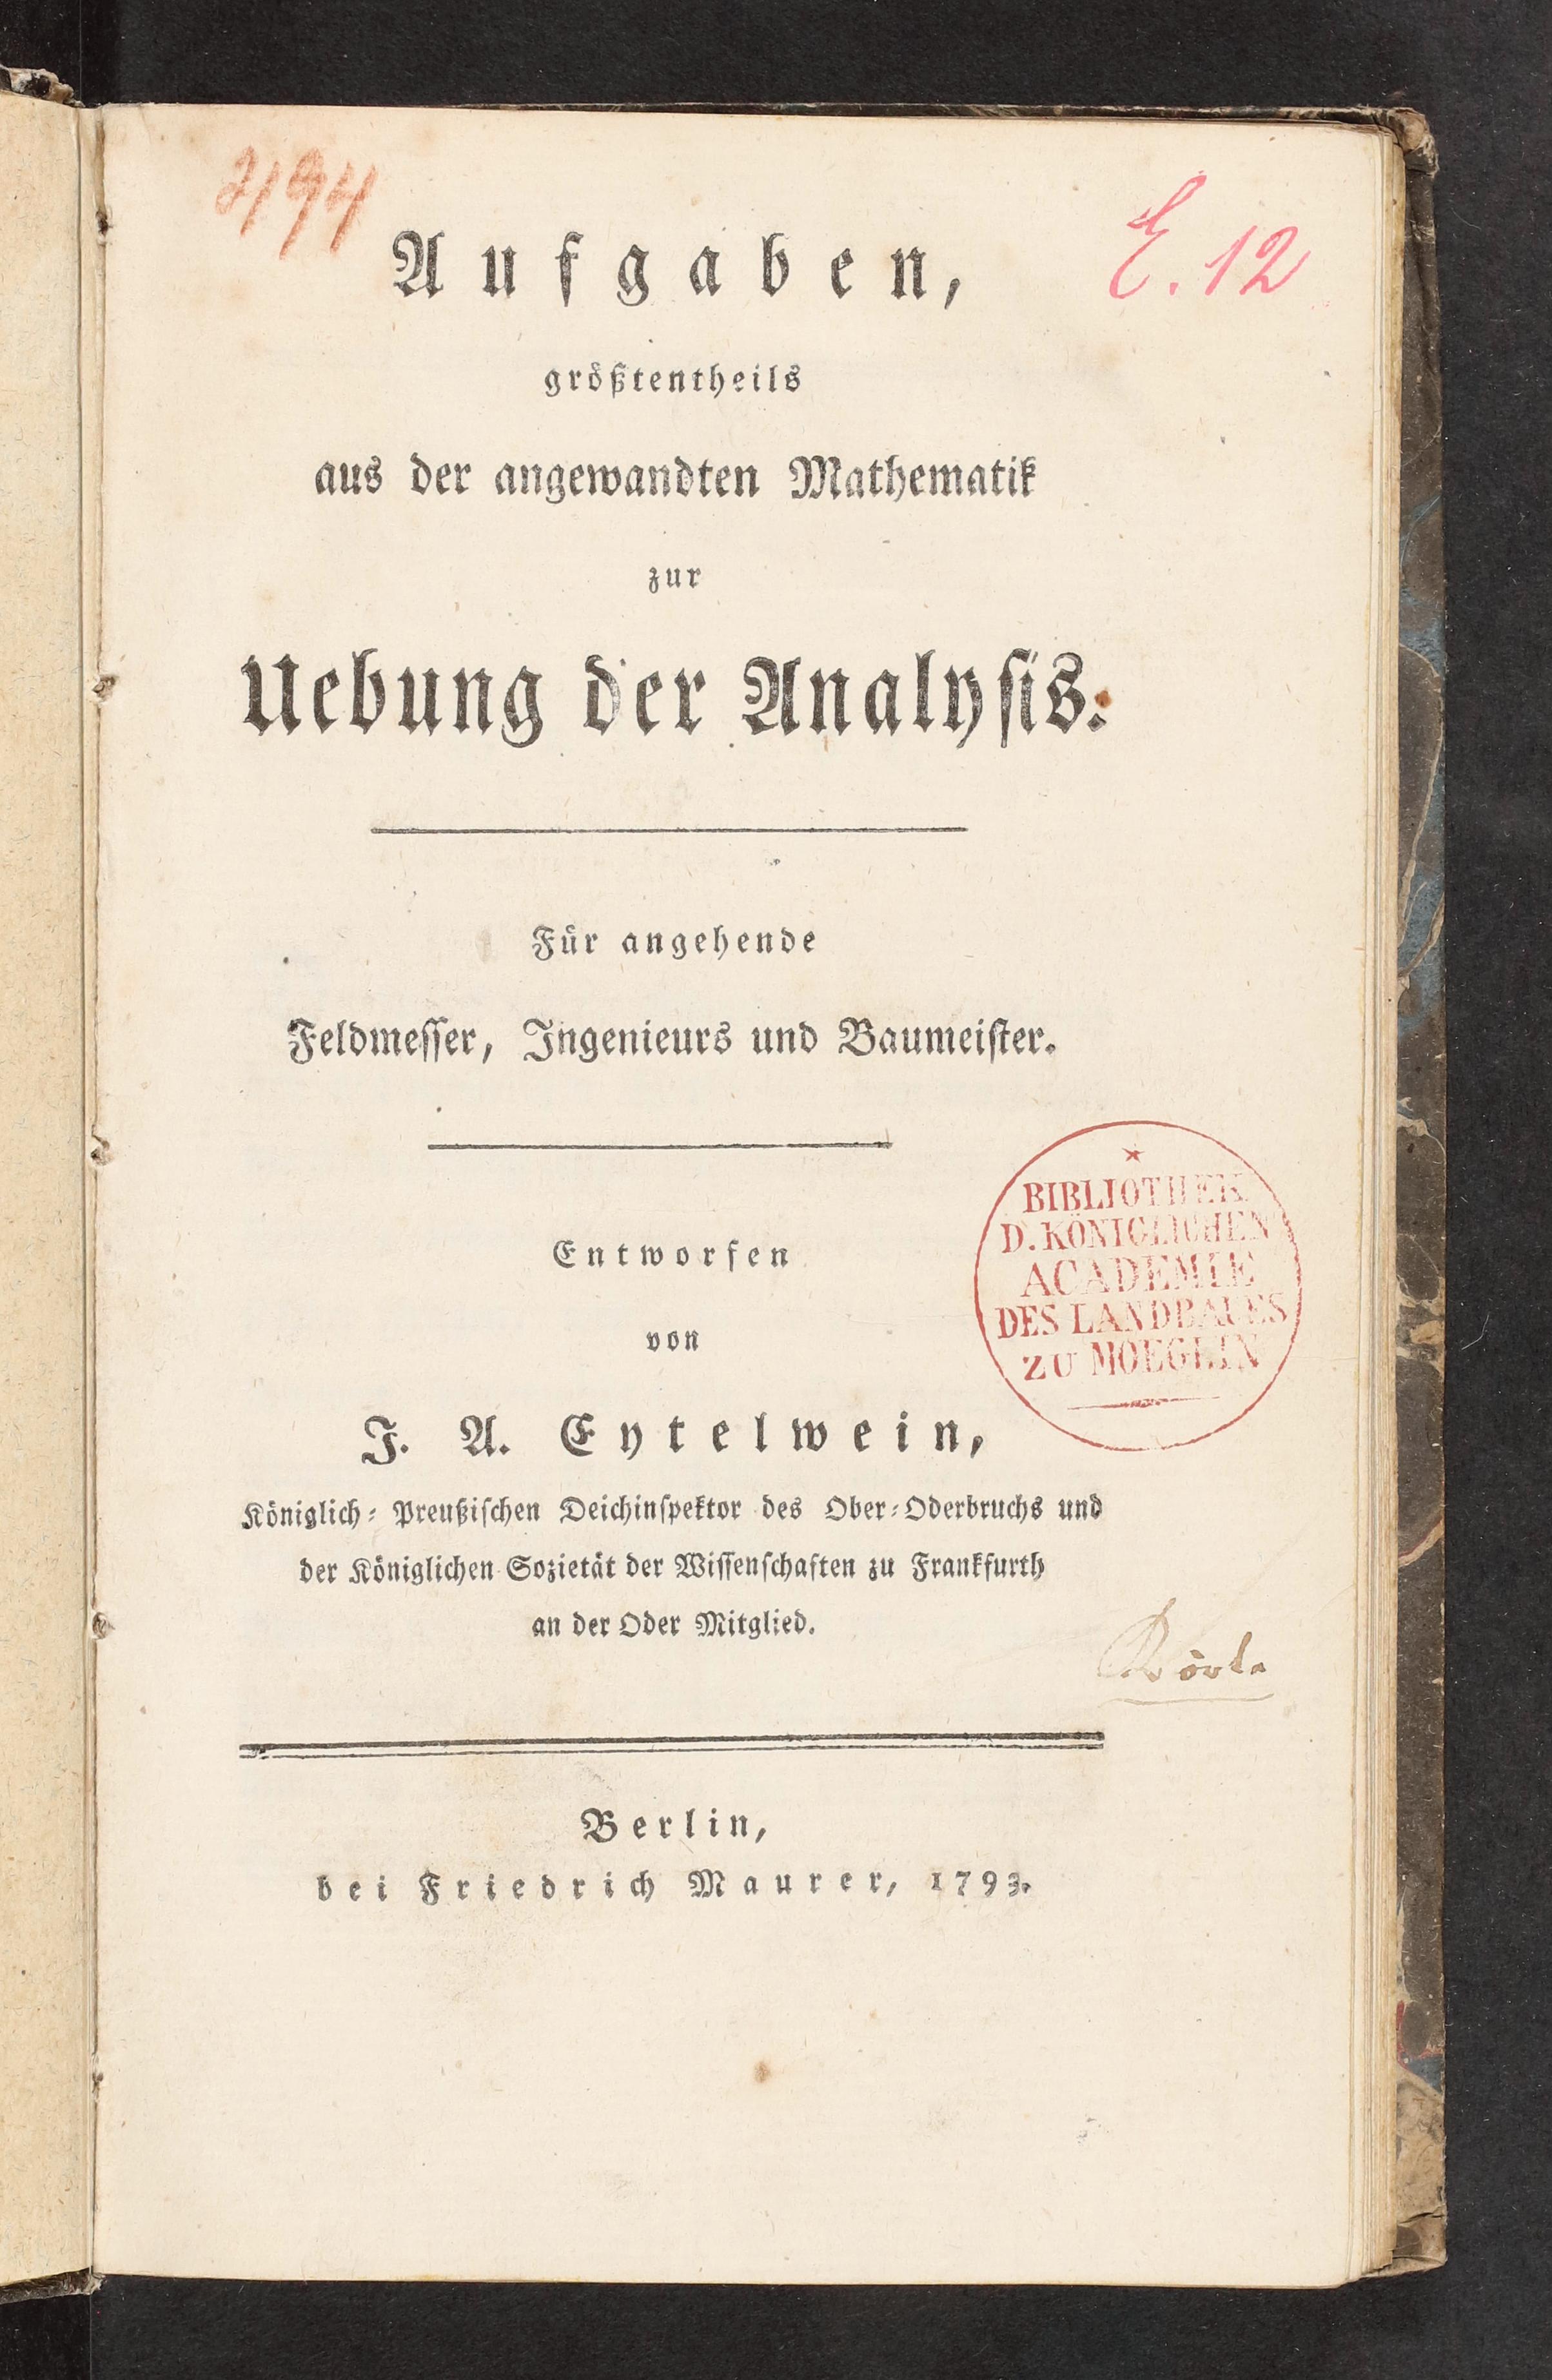 2194
E. 12
Aufgaben,
größtentheils
aus der angewandten Mathematik
zur
Uebung der Analysis.
Für angehende
Feldmesser, Ingenieurs und Baumeister.
Entworfen
von
J. A. Eytelwein,
Königlich-Preußischen Deichinspektor des Ober-Oderbruchs und
der Königlichen Sozietät der Wissenschaften zu Frankfurth
an der Oder Mitglied.
BIBLIOTHEK
D. KÖNIGLICHEN
ACADEMIE
DES LANDBAUES
ZU MOEGLIN
Berlin,
bei Friedrich Maurer, 1793.